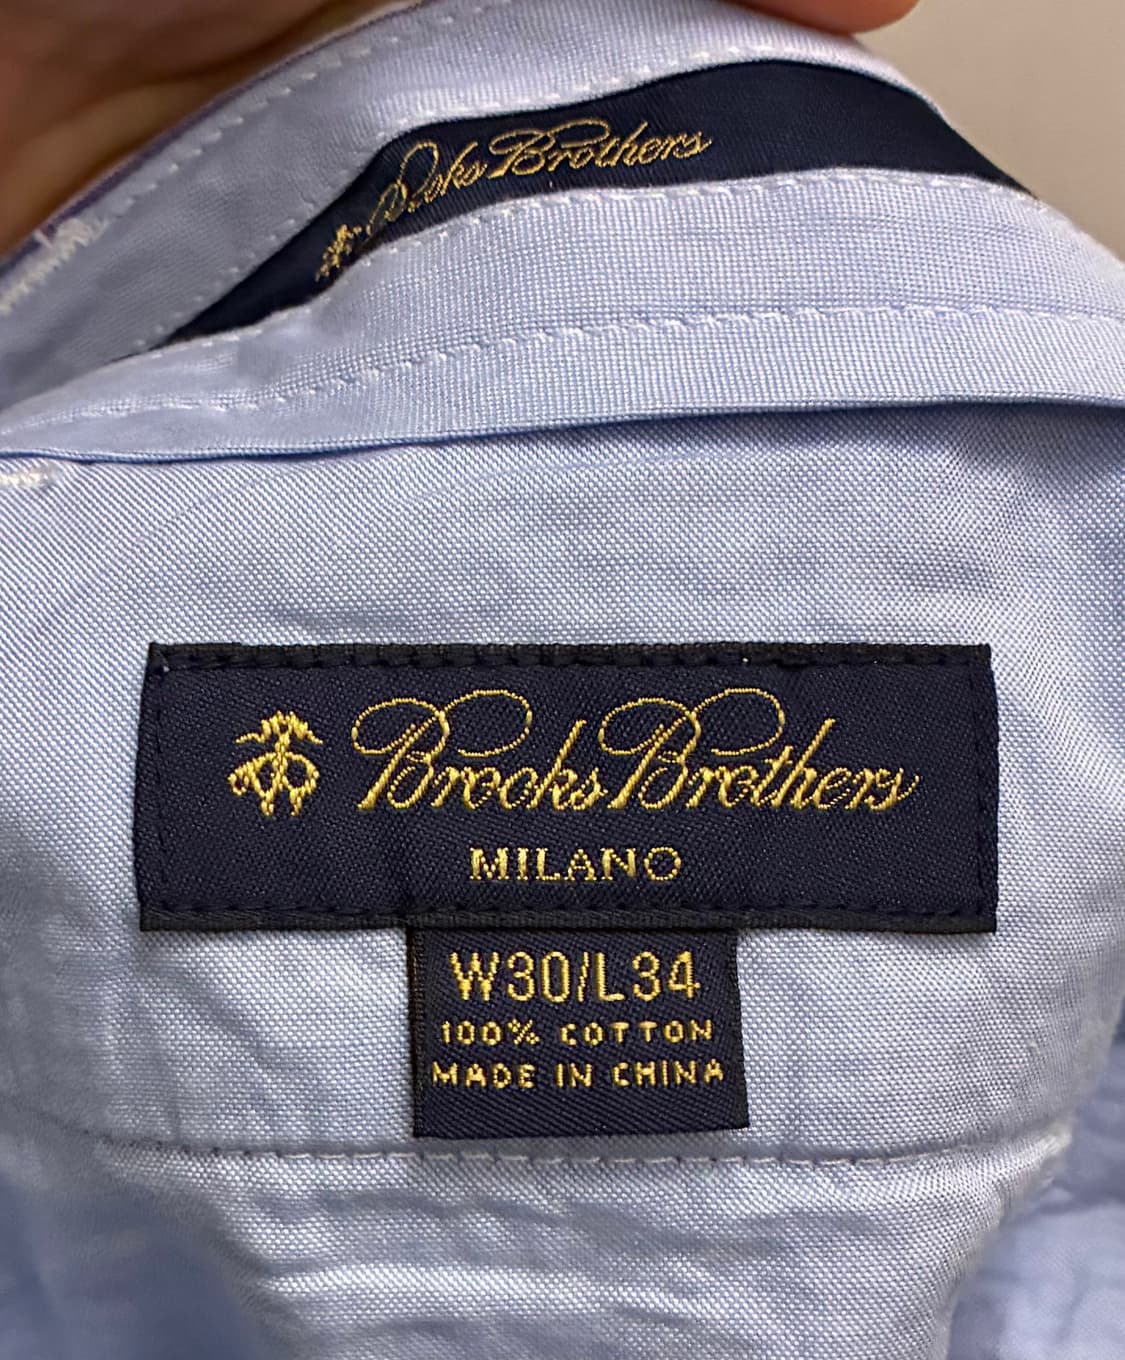 Brooks Brothers
Brooks Brothers
MILANO
W30/L34
100% COTTON
MADE IN CHINA